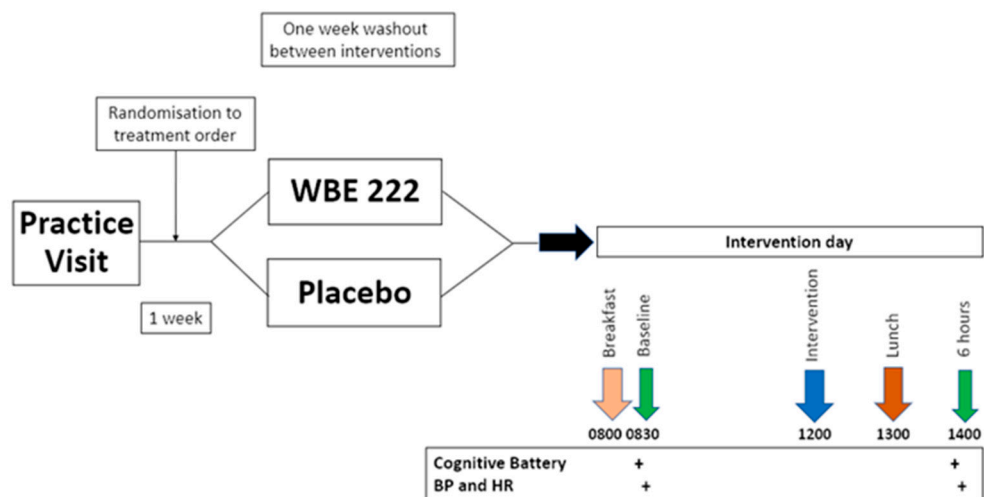 One week washout
between interventions
Randomisation to
treatment order
Practice
Visit
1 week
WBE 222
Placebo
Intervention day
Breakfast
Baseline
Intervention
Lunch
6 hours
0800 0830 1200 1300 1400
Cognitive Battery + +
BP and HR + +